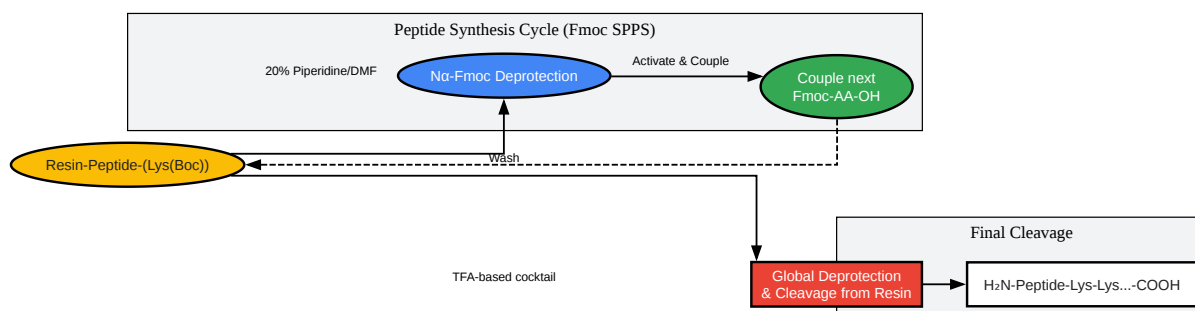 Peptide Synthesis Cycle (Fmoc SPPS)
20% Piperidine/DMF
Nα-Fmoc Deprotection
Activate & Couple
Couple next
Fmoc-AA-OH
Resin-Peptide-(Lys(Boc))
Wash
Final Cleavage
TFA-based cocktail
Global Deprotection
& Cleavage from Resin
H₂N-Peptide-Lys-Lys...-COOH